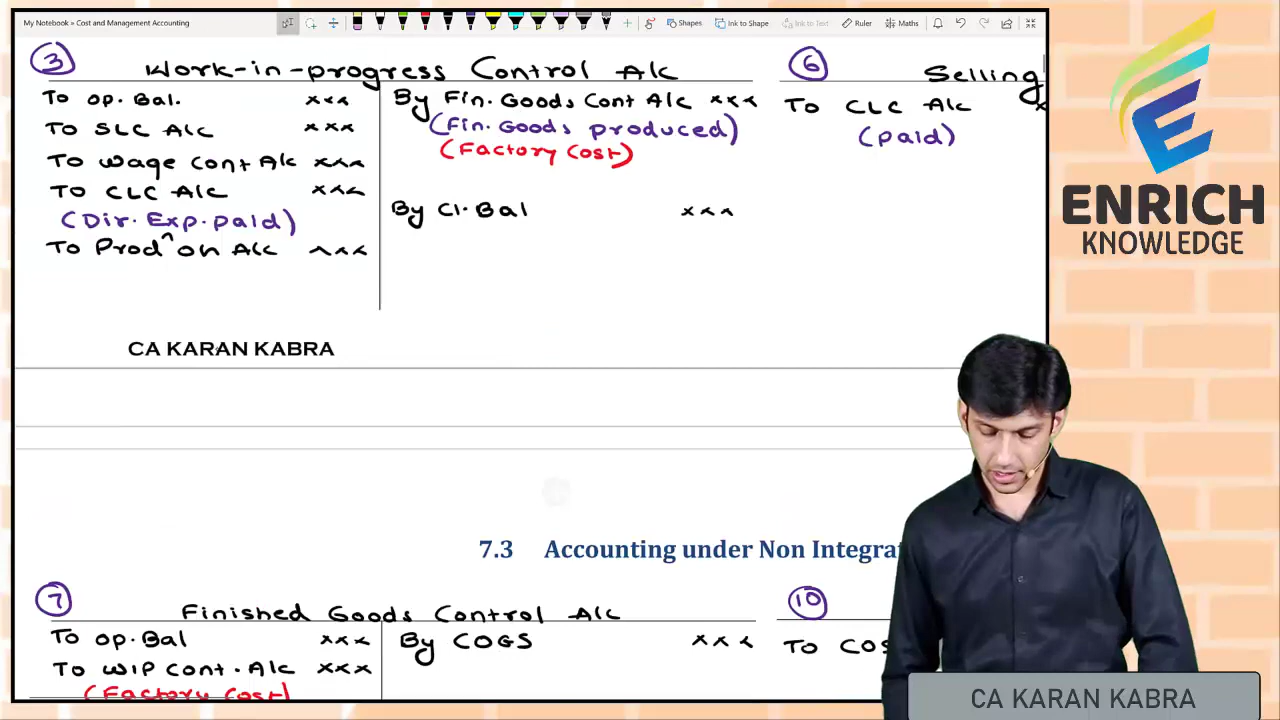 My Notebook » Cost and Management Accounting
Shapes
Ink to Shape
Ink to Text
Ruler
Maths
3
Work-in-progress Control A/c
To op. Bal. xxx
To SLC A/c xxx
To wage cont A/c xxx
To CLC A/c xxx
(Dir. Exp. paid)
To Prod^n oh A/c xxx
By Fin. Goods Cont A/c xxx
(Fin. Goods produced)
(Factory Cost)
By Cl. Bal xxx
6
Selling
To CLC A/c
(paid)
ENRICH
KNOWLEDGE
CA KARAN KABRA
7.3 Accounting under Non Integra
7
Finished Goods Control A/c
To op. Bal xxx
To WIP Cont. A/c xxx
(Factory Cost)
By COGS xxx
10
To COS
CA KARAN KABRA